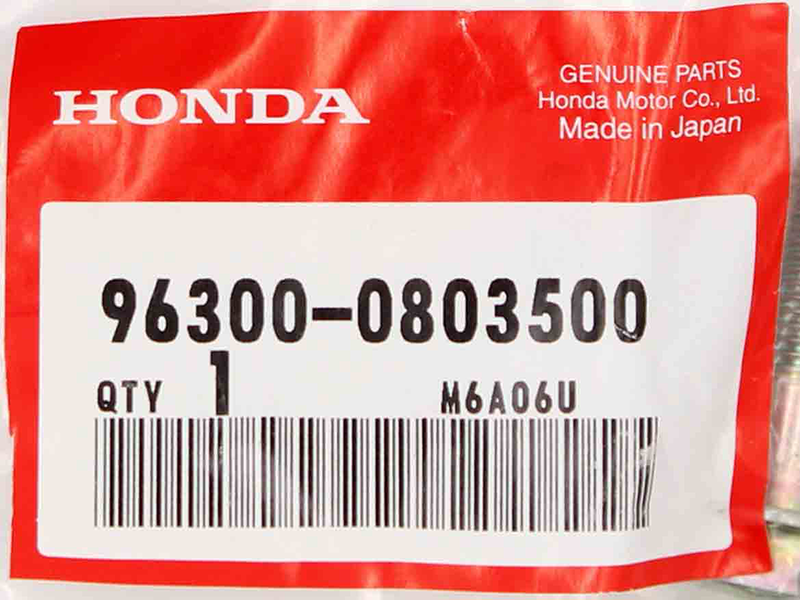 HONDA
GENUINE PARTS
Honda Motor Co., Ltd.
Made in Japan
96300-0803500
QTY 1 M6A06U